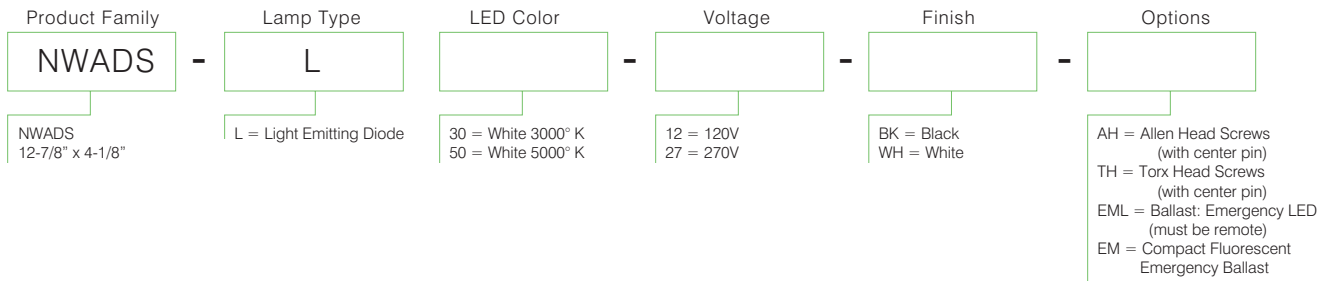 Product Family
Lamp Type
LED Color
Voltage
Finish
Options
NWADS - L - - -
NWADS
12-7/8” x 4-1/8”
L = Light Emitting Diode
30 = White 3000° K
50 = White 5000° K
12 = 120V
27 = 270V
BK = Black
WH = White
AH = Allen Head Screws
(with center pin)
TH = Torx Head Screws
(with center pin)
EML = Ballast: Emergency LED
(must be remote)
EM = Compact Fluorescent
Emergency Ballast